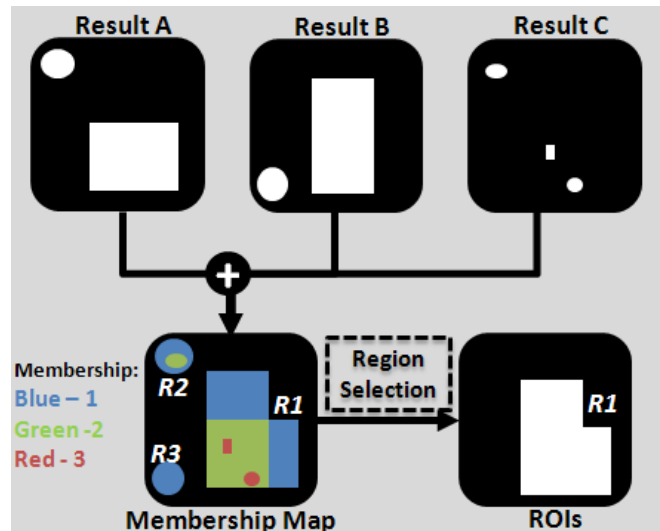 Result A
Result B
Result C
+
Membership:
Blue – 1
Green -2
Red - 3
R2
R1
R3
Region
Selection
R1
Membership Map
ROIs